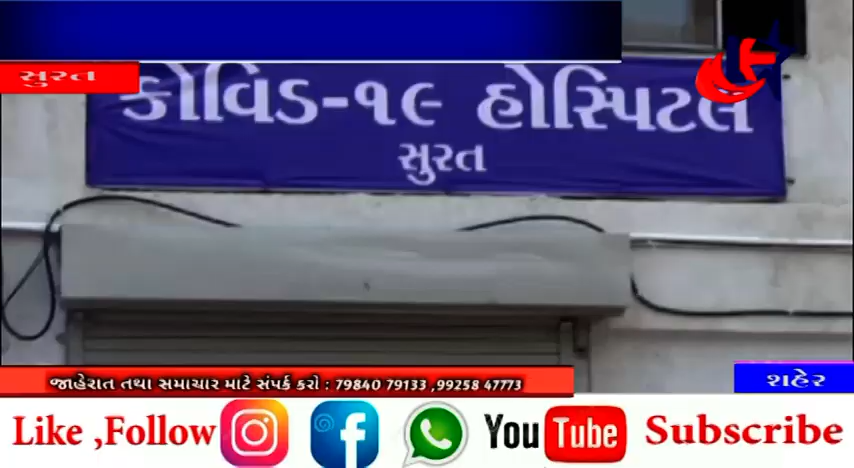 સુરત
કોવિડ-૧૯ હોસ્પિટલ
સુરત
જાહેરાત તથા સમાચાર માટે સંપર્ક કરો : 79840 79133 ,99258 47773
શહેર
Like ,Follow You Tube Subscribe